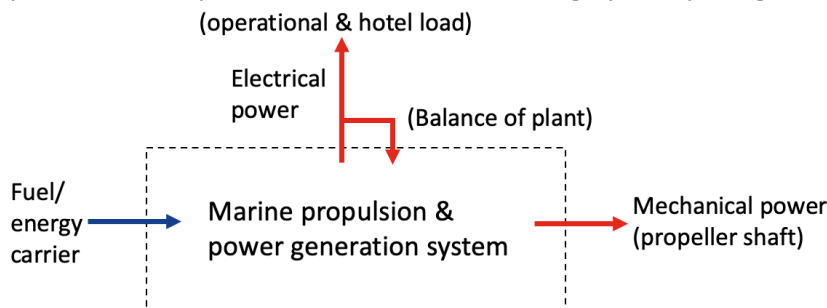 (operational & hotel load)
Electrical
power
(Balance of plant)
Fuel/
energy
carrier
Marine propulsion &
power generation system
Mechanical power
(propeller shaft)